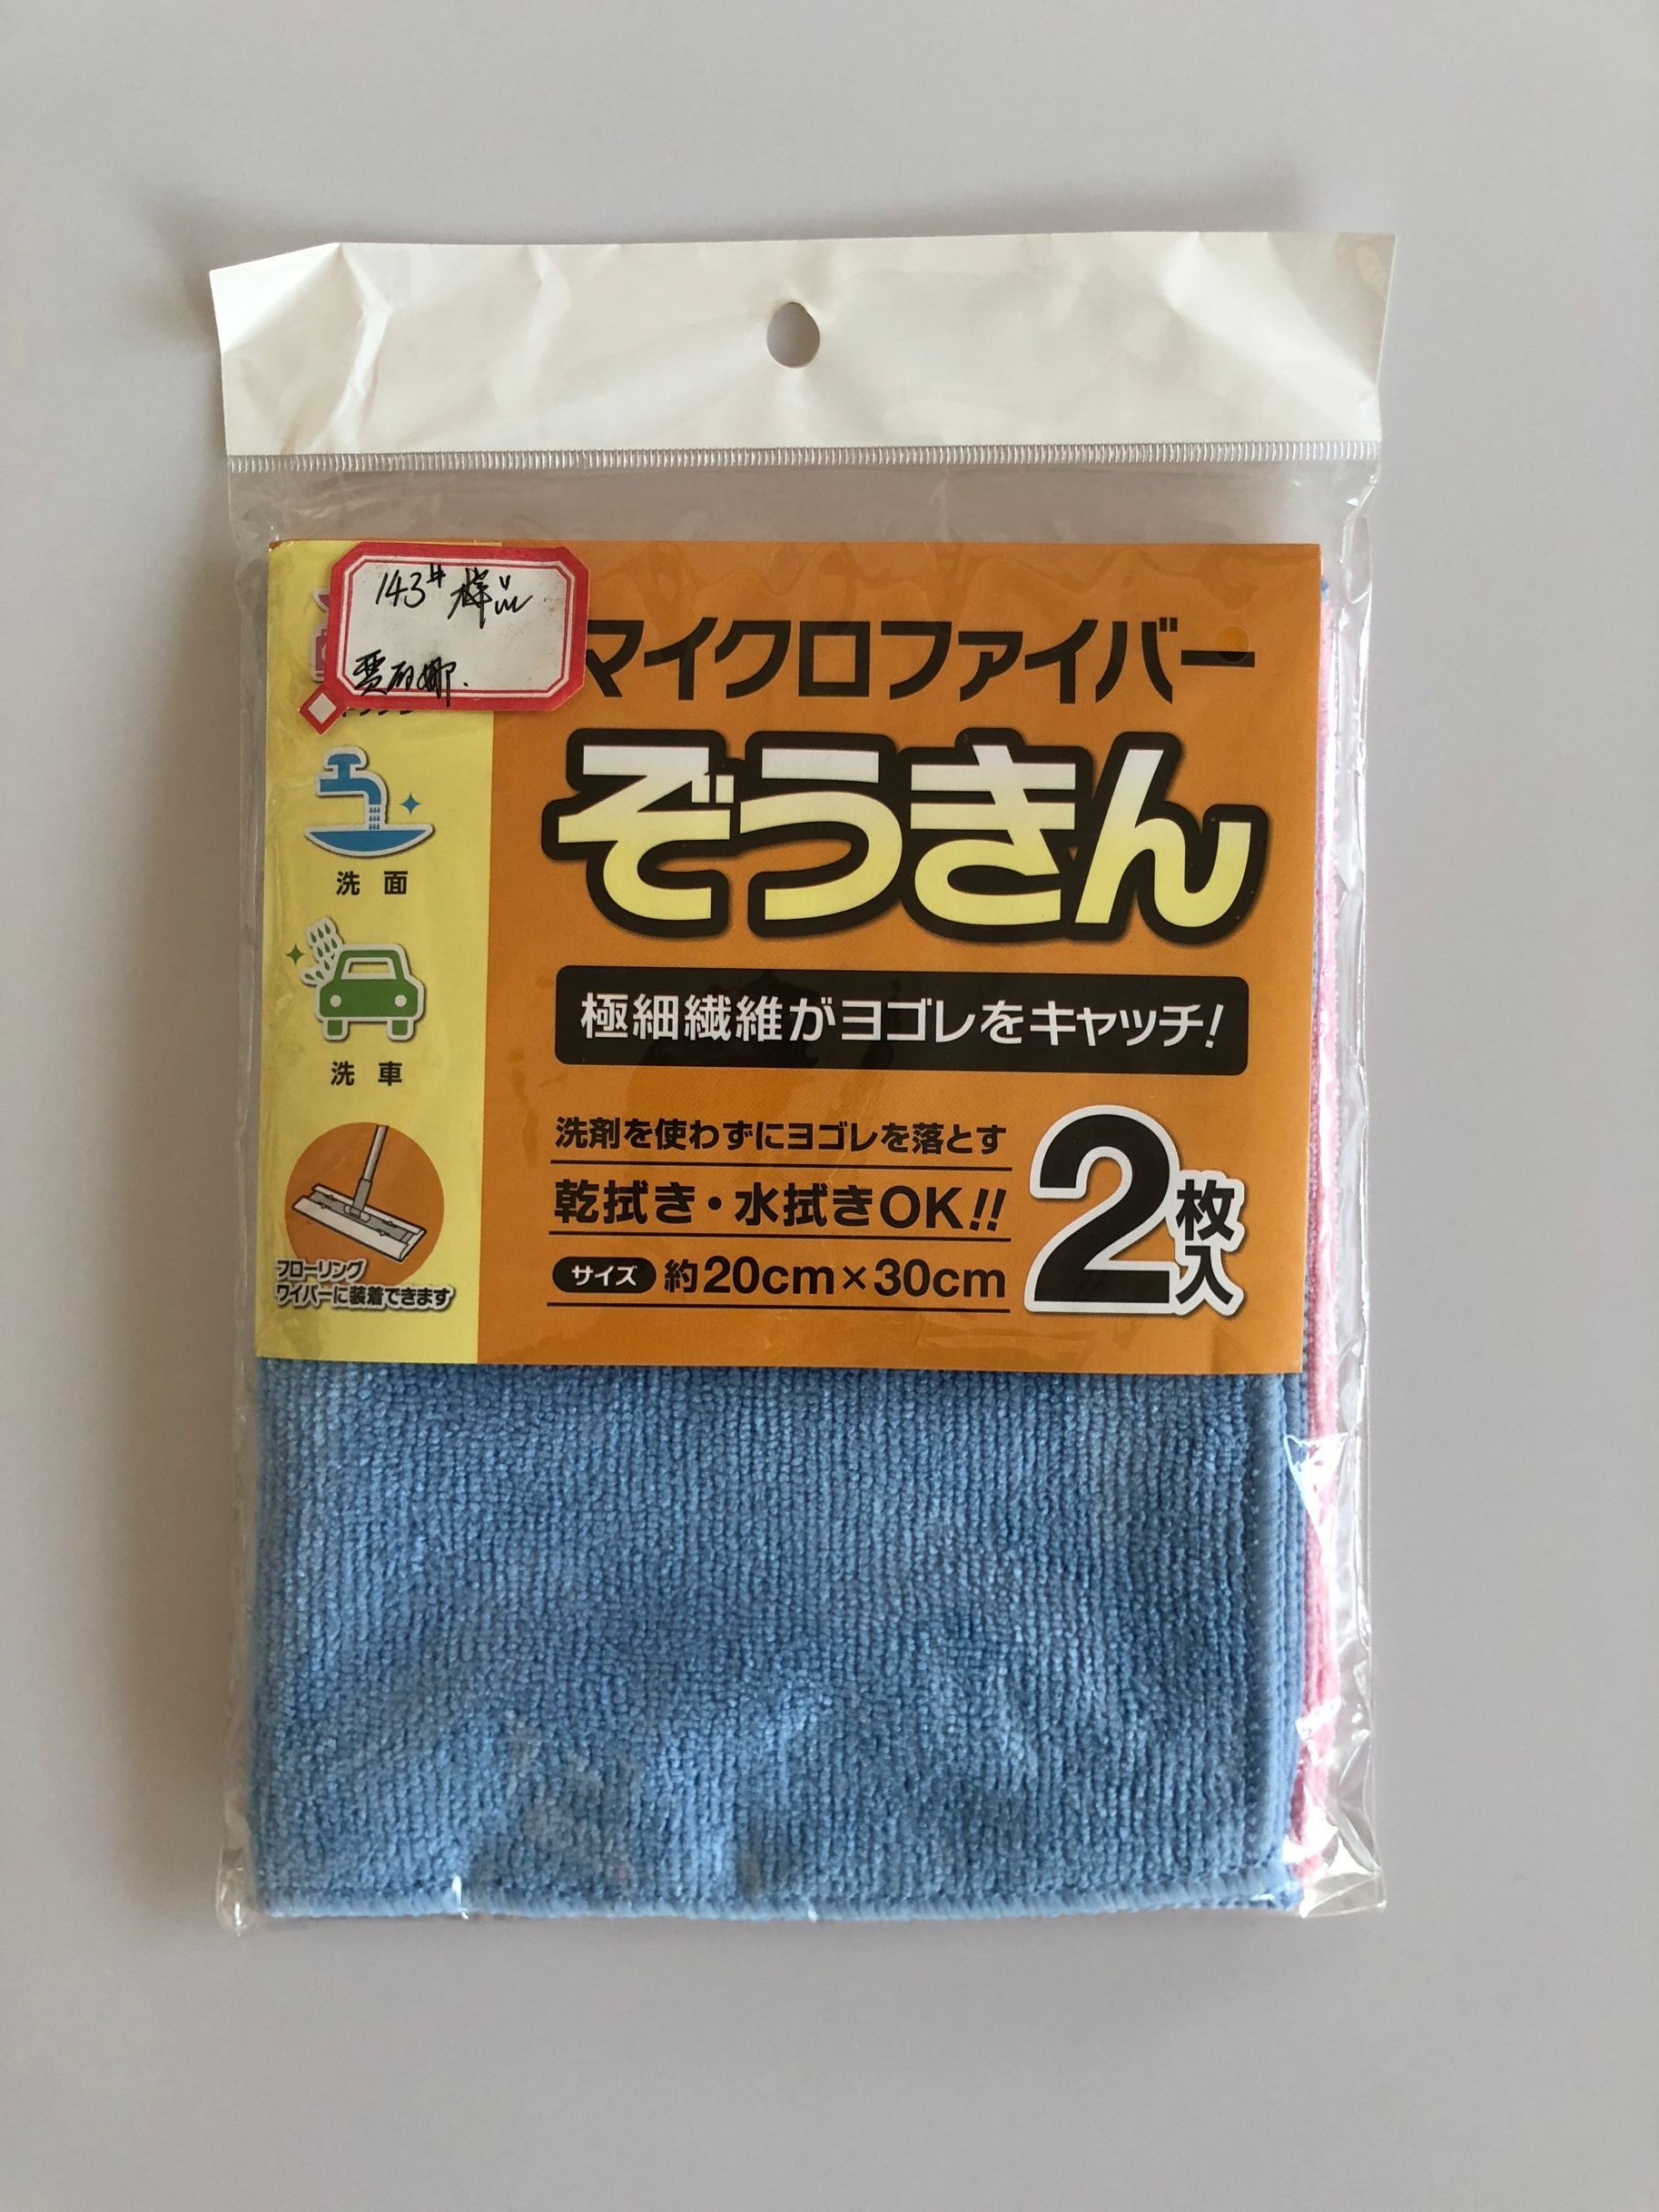 143# 样品
マイクロファイバー
ぞうきん
極細繊維がヨゴレをキャッチ!
洗剤を使わずにヨゴレを落とす
乾拭き・水拭きOK!!
サイズ 約20cm×30cm
2枚入
洗面
洗車
フローリング
ワイパーに装着できます